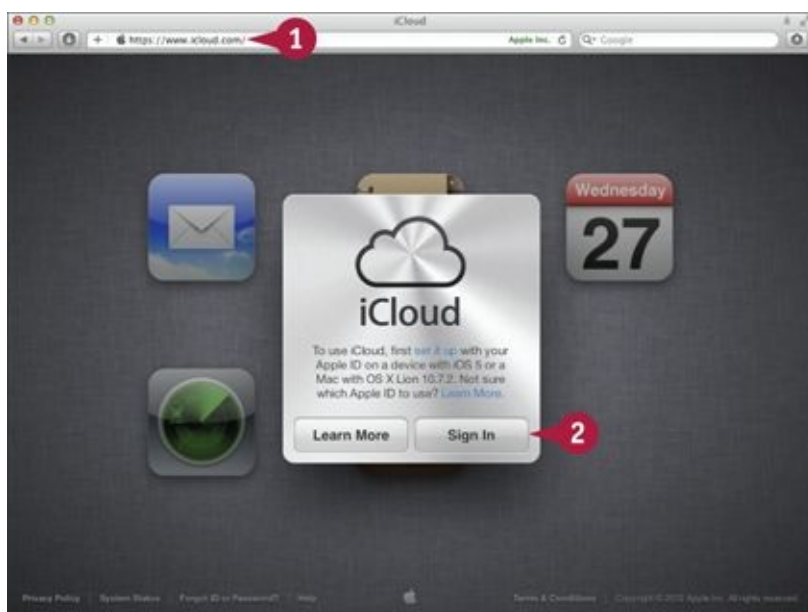 iCloud
https://www.icloud.com/
Apple Inc.
Google
1
Wednesday
27
iCloud
To use iCloud, first set it up with your
Apple ID on a device with iOS 5 or a
Mac with OS X Lion 10.7.2. Not sure
which Apple ID to use? Learn More.
Learn More
Sign In
2
Privacy Policy
System Status
Forgot ID or Password?
Help
Terms & Conditions
Copyright © 2012 Apple Inc. All rights reserved.